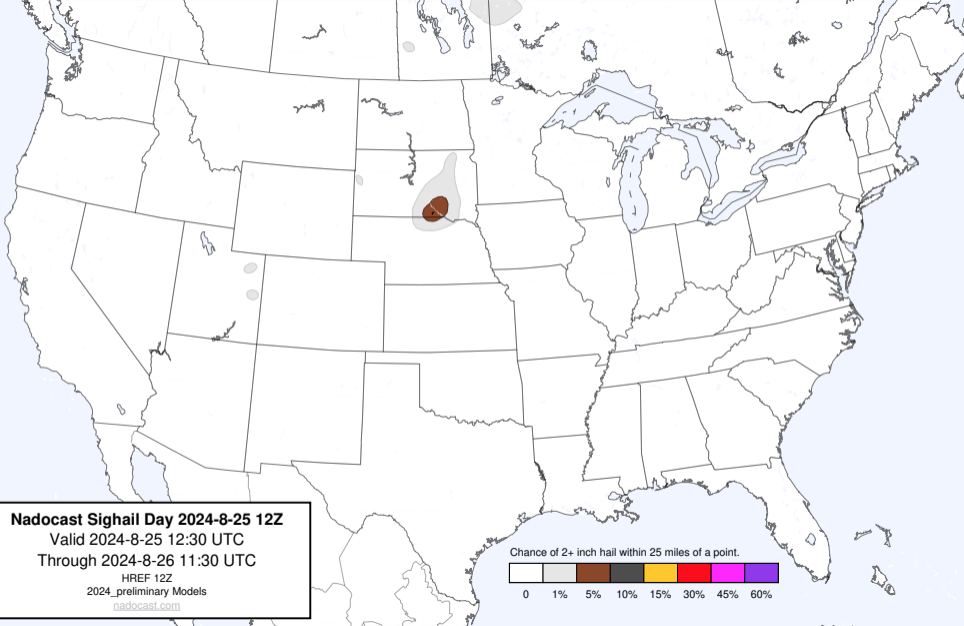 Nadocast Sighail Day 2024-8-25 12Z
Valid 2024-8-25 12:30 UTC
Through 2024-8-26 11:30 UTC
HREF 12Z
2024_preliminary Models
nadocast.com
Chance of 2+ inch hail within 25 miles of a point.
0 1% 5% 10% 15% 30% 45% 60%